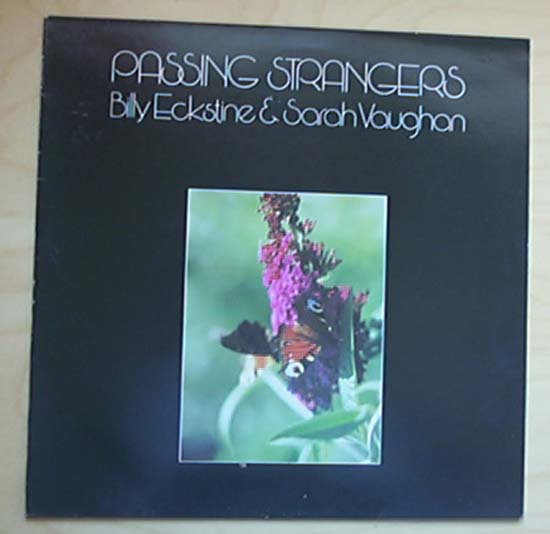 PASSING STRANGERS
Billy Eckstine & Sarah Vaughan